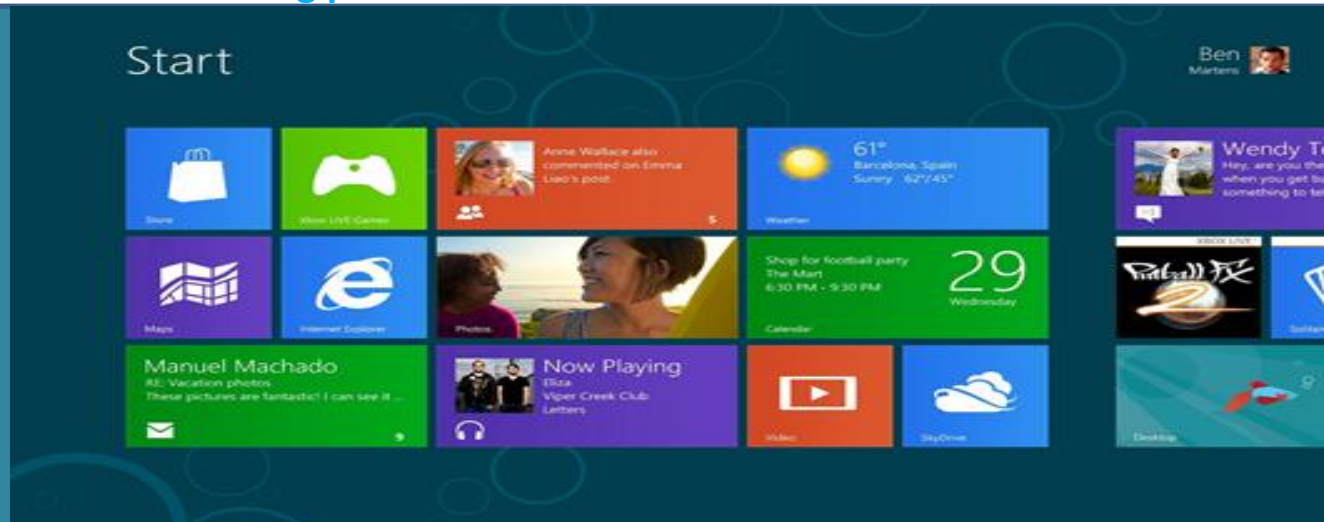 Start
Ben
Martens
Store
Xbox LIVE Games
Anne Wallace also
commented on Emma
Liao's post.
5
61°
Barcelona, Spain
Sunny 62°/45°
Weather
Wendy
Hey, are you
when you get
something to
Maps
Internet Explorer
Photos
Shop for football party
The Mart
6:30 PM - 9:30 PM
29
Wednesday
Calendar
XBOX LIVE
Pinball FX
2
Manuel Machado
RE: Vacation photos
These pictures are fantastic! I can see it ...
9
Now Playing
Eliza
Viper Creek Club
Letters
Video
SkyDrive
Desktop